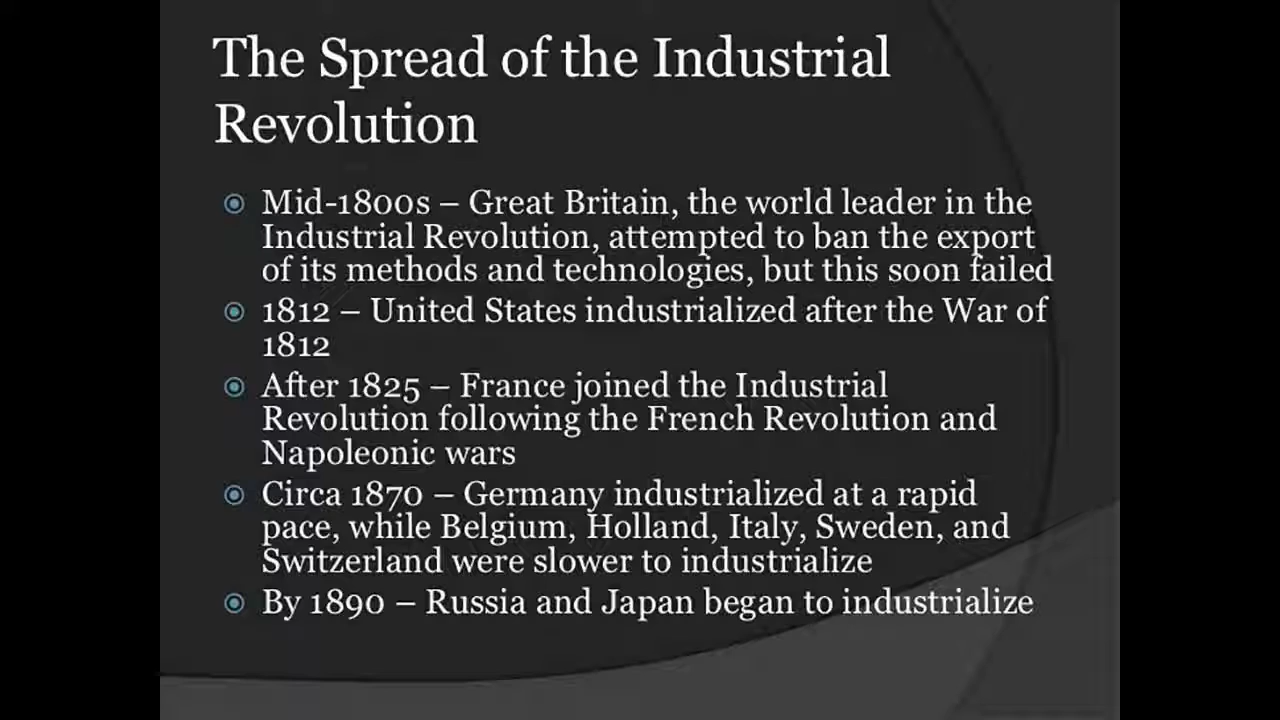 The Spread of the Industrial
Revolution
Mid-1800s – Great Britain, the world leader in the
Industrial Revolution, attempted to ban the export
of its methods and technologies, but this soon failed
1812 – United States industrialized after the War of
1812
After 1825 – France joined the Industrial
Revolution following the French Revolution and
Napoleonic wars
Circa 1870 – Germany industrialized at a rapid
pace, while Belgium, Holland, Italy, Sweden, and
Switzerland were slower to industrialize
By 1890 – Russia and Japan began to industrialize